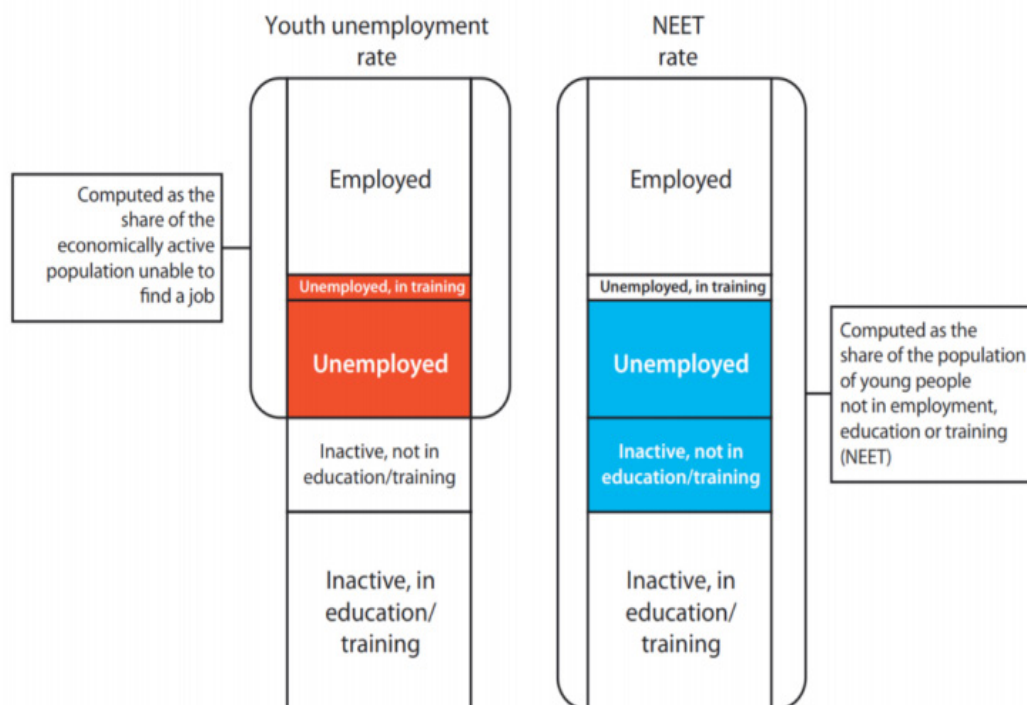 Youth unemployment
rate
Computed as the
share of the
economically active
population unable to
find a job
Employed
Unemployed, in training
Unemployed
Inactive, not in
education/training
Inactive, in
education/
training
NEET
rate
Employed
Unemployed, in training
Unemployed
Inactive, not in
education/training
Inactive, in
education/
training
Computed as the
share of the population
of young people
not in employment,
education or training
(NEET)